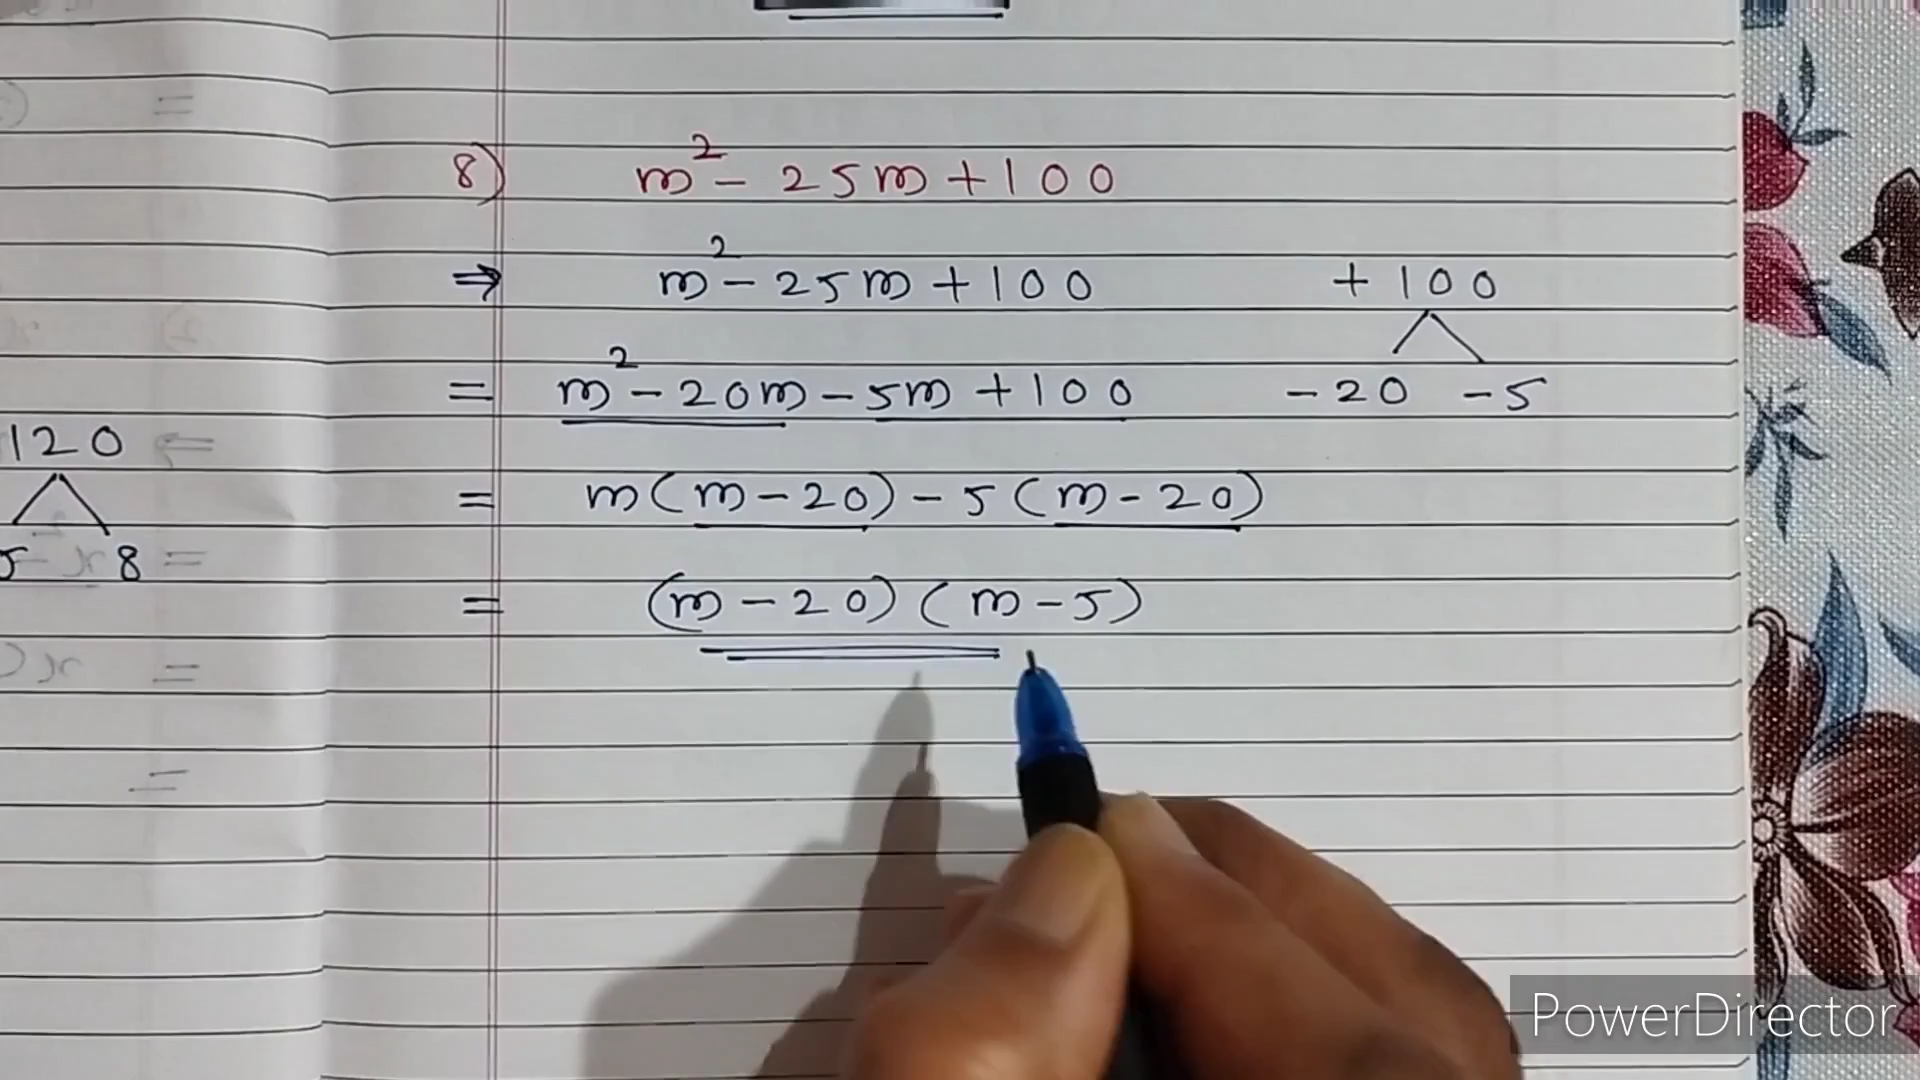 8) m² - 25m + 100
⇒ m² - 25m + 100 + 100
= m² - 20m - 5m + 100 - 20 - 5
= m(m - 20) - 5(m - 20)
= (m - 20)(m - 5)
120
5 8
PowerDirector